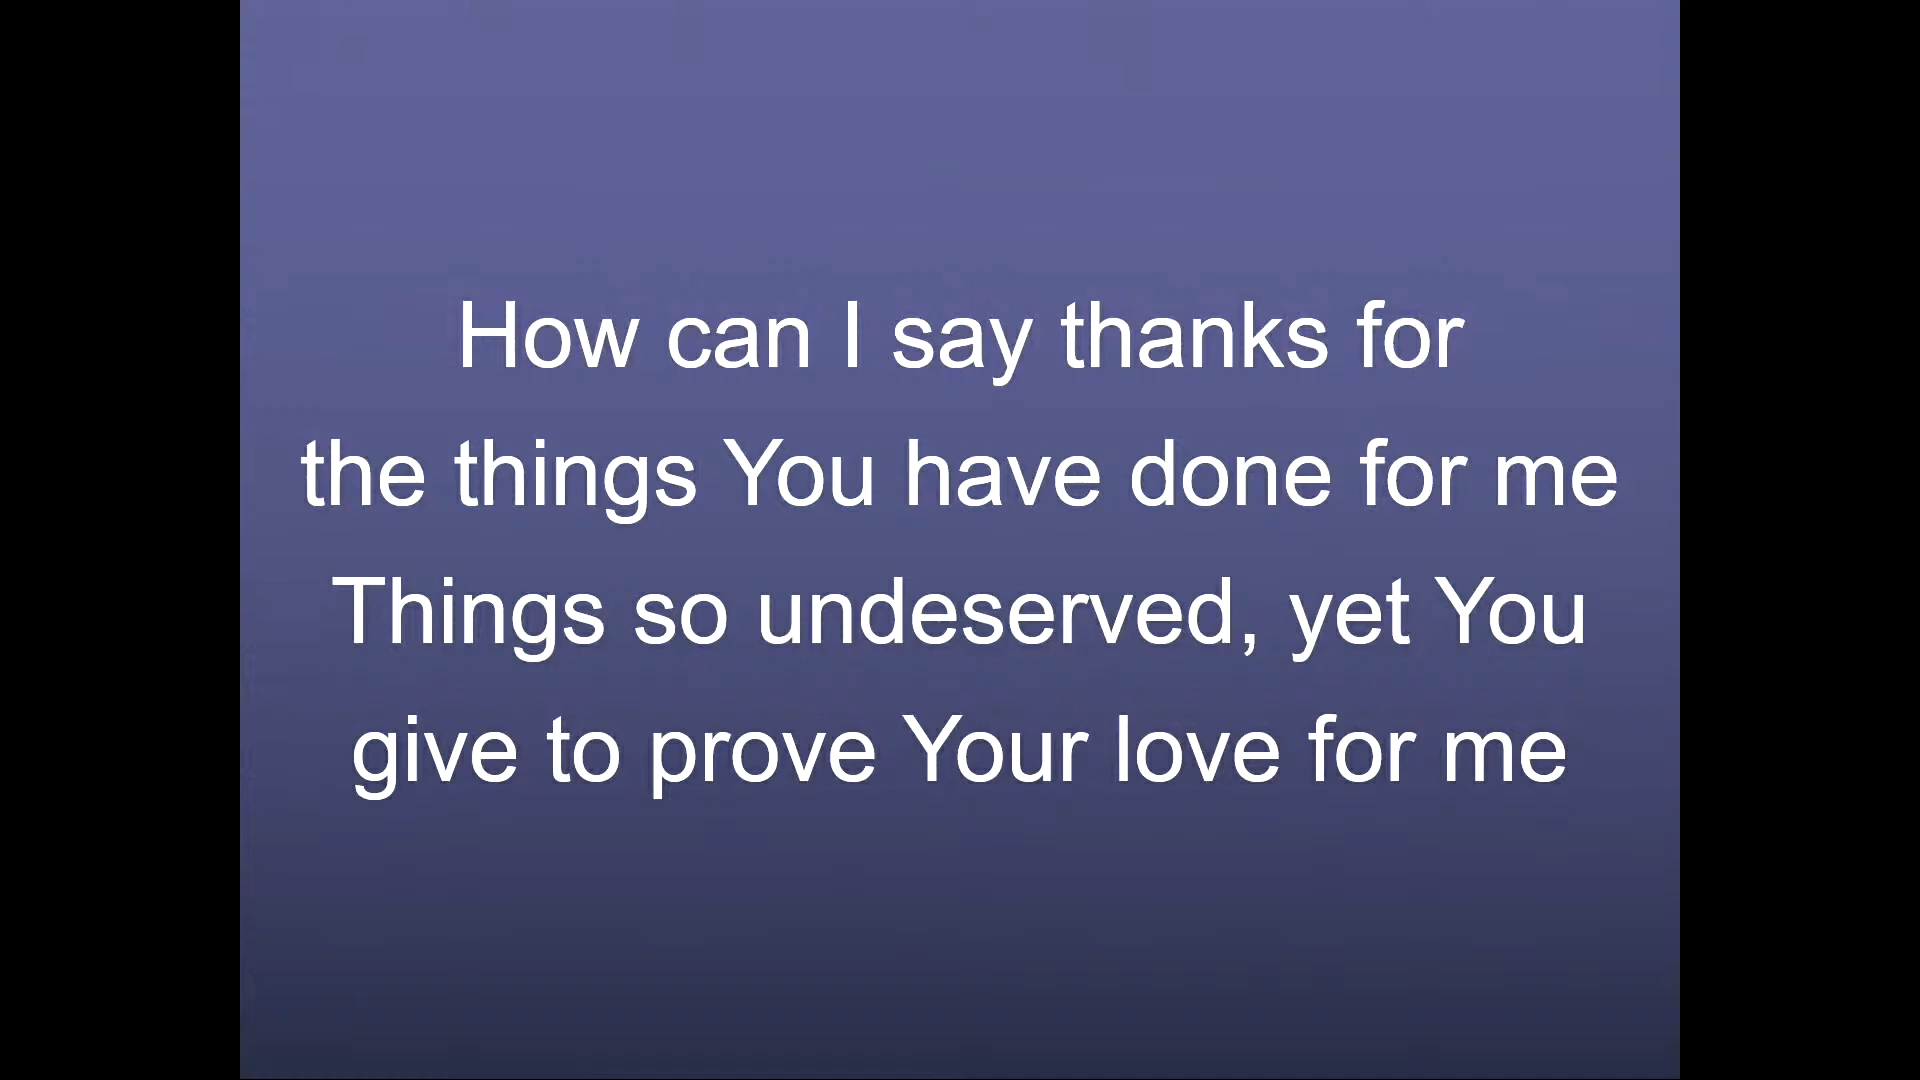 How can I say thanks for
the things You have done for me
Things so undeserved, yet You
give to prove Your love for me